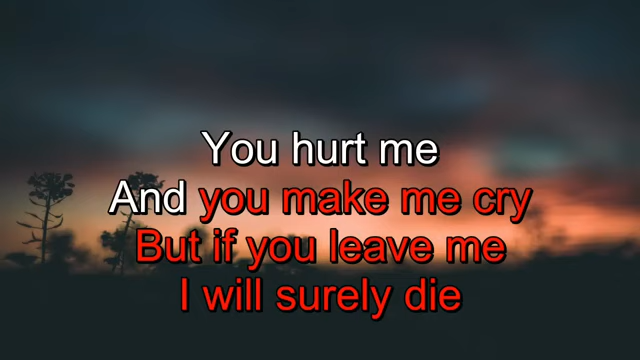 You hurt me
And you make me cry
But if you leave me
I will surely die